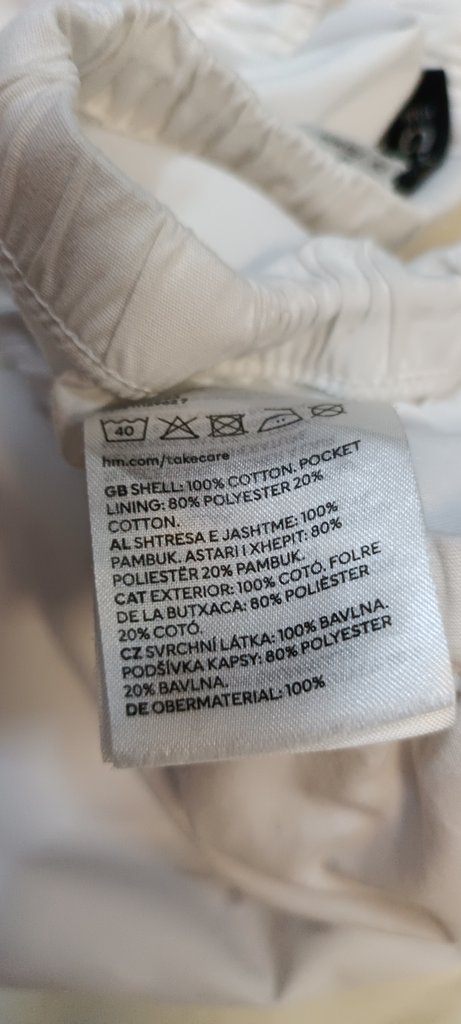 40
hm.com/takecare
GB SHELL: 100% COTTON. POCKET
LINING: 80% POLYESTER 20%
COTTON.
AL SHTRESA E JASHTME: 100%
PAMBUK. ASTARI I XHEPIT: 80%
POLIESTËR 20% PAMBUK.
CAT EXTERIOR: 100% COTÓ. FOLRE
DE LA BUTXACA: 80% POLIÈSTER
20% COTÓ.
CZ SVRCHNÍ LÁTKA: 100% BAVLNA.
PODŠÍVKA KAPSY: 80% POLYESTER
20% BAVLNA.
DE OBERMATERIAL: 100%